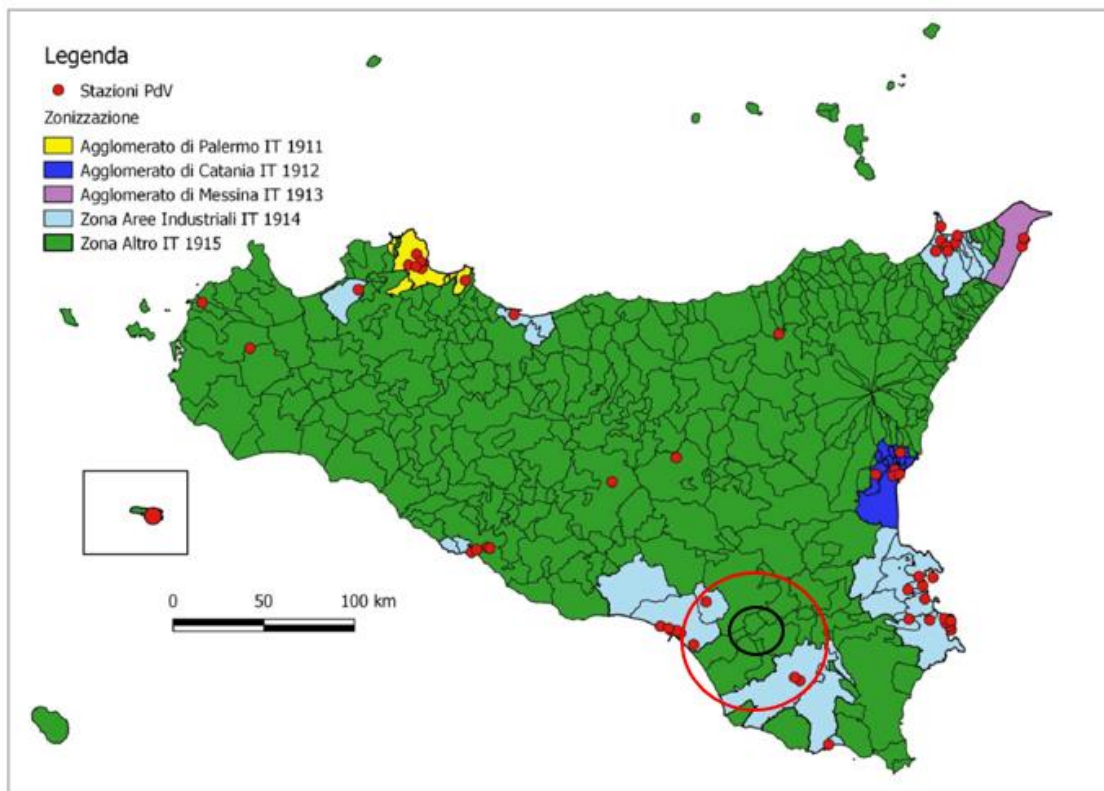 Legenda
Stazioni PdV
Zonizzazione
Agglomerato di Palermo IT 1911
Agglomerato di Catania IT 1912
Agglomerato di Messina IT 1913
Zona Aree Industriali IT 1914
Zona Altro IT 1915
0 50 100 km